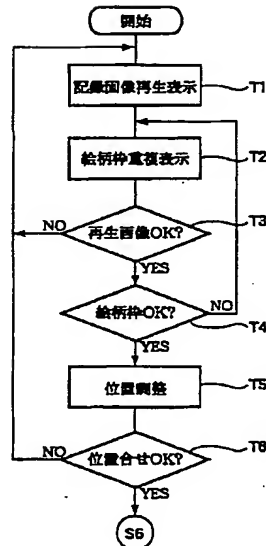 開始
記録画像再生表示
T1
絵柄枠重複表示
T2
再生画像OK?
T3
NO
YES
絵柄枠OK?
NO
T4
YES
位置調整
T5
位置合せOK?
T6
NO
YES
S6